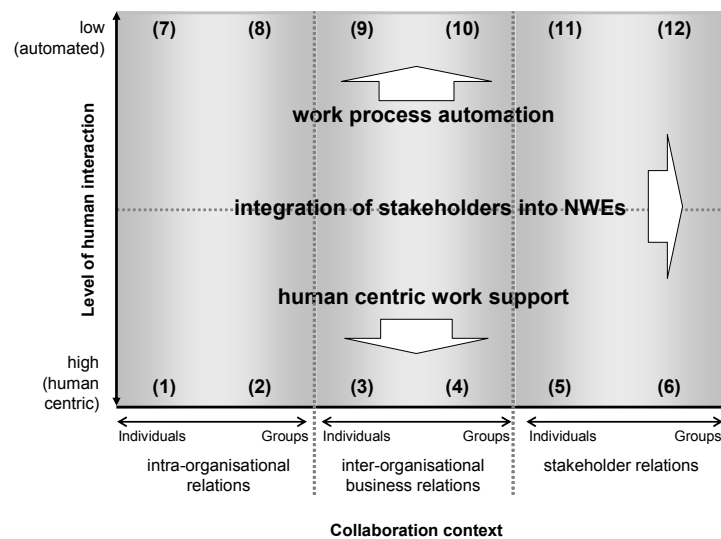 low
(automated)
(7) (8) (9) (10) (11) (12)
work process automation
Level of human interaction
integration of stakeholders into NWEs
human centric work support
high
(human
centric)
(1) (2) (3) (4) (5) (6)
Individuals Groups Individuals Groups Individuals Groups
intra-organisational
relations
inter-organisational
business relations
stakeholder relations
Collaboration context